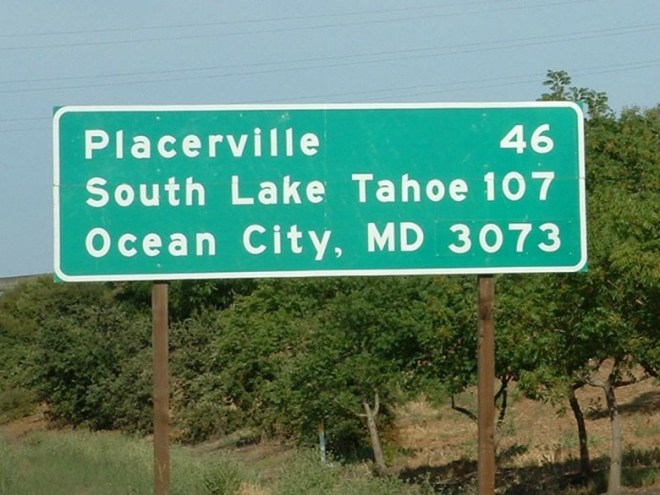 Placerville 46
South Lake Tahoe 107
Ocean City, MD 3073